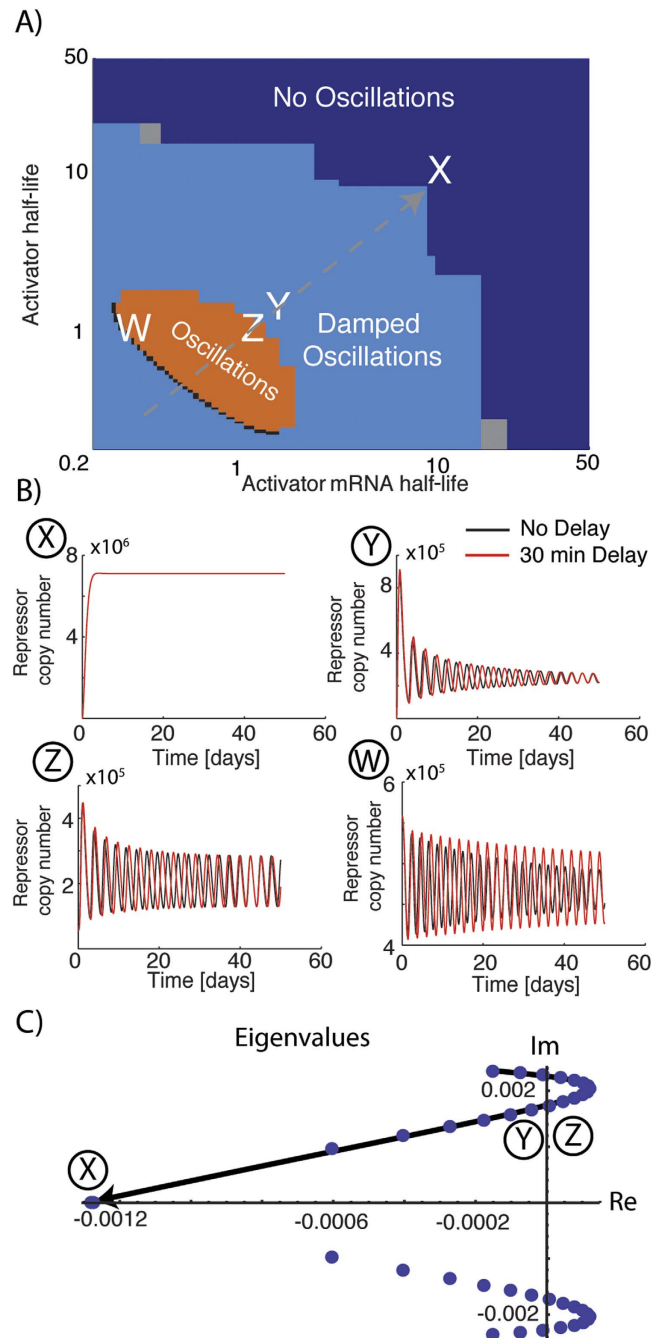 A)
50
No Oscillations
10
X
Activator half-life
Y
W
Z
1
Oscillations
Damped
Oscillations
0.2
1
10
50
Activator mRNA half-life
B)
X
x10⁶
8
4
Repressor
copy number
0
20
40
60
Time [days]
Y
x10⁵
No Delay
30 min Delay
8
4
Repressor
copy number
0
20
40
60
Time [days]
Z
x10⁵
4
2
Repressor
copy number
0
20
40
60
Time [days]
W
x10⁵
6
4
Repressor
copy number
0
20
40
60
Time [days]
C)
Eigenvalues
Im
0.002
Y
Z
X
Re
-0.0012
-0.0006
-0.0002
-0.002